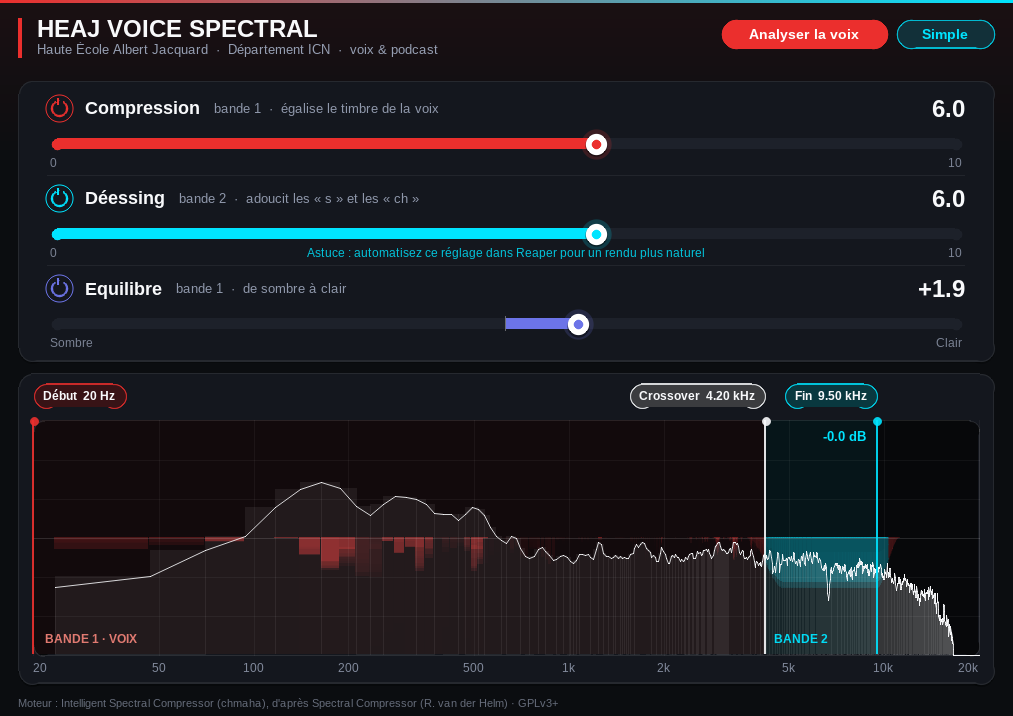 HEAJ VOICE SPECTRAL
Haute École Albert Jacquard · Département ICN · voix & podcast
Analyser la voix
Simple
Compression bande 1 · égalise le timbre de la voix 6.0
0 10
Déessing bande 2 · adoucit les « s » et les « ch » 6.0
0 Astuce : automatisez ce réglage dans Reaper pour un rendu plus naturel 10
Equilibre bande 1 · de sombre à clair +1.9
Sombre Clair
Début 20 Hz Crossover 4.20 kHz Fin 9.50 kHz
-0.0 dB
BANDE 1 · VOIX BANDE 2
20 50 100 200 500 1k 2k 5k 10k 20k
Moteur : Intelligent Spectral Compressor (chmaha), d'après Spectral Compressor (R. van der Helm) · GPLv3+